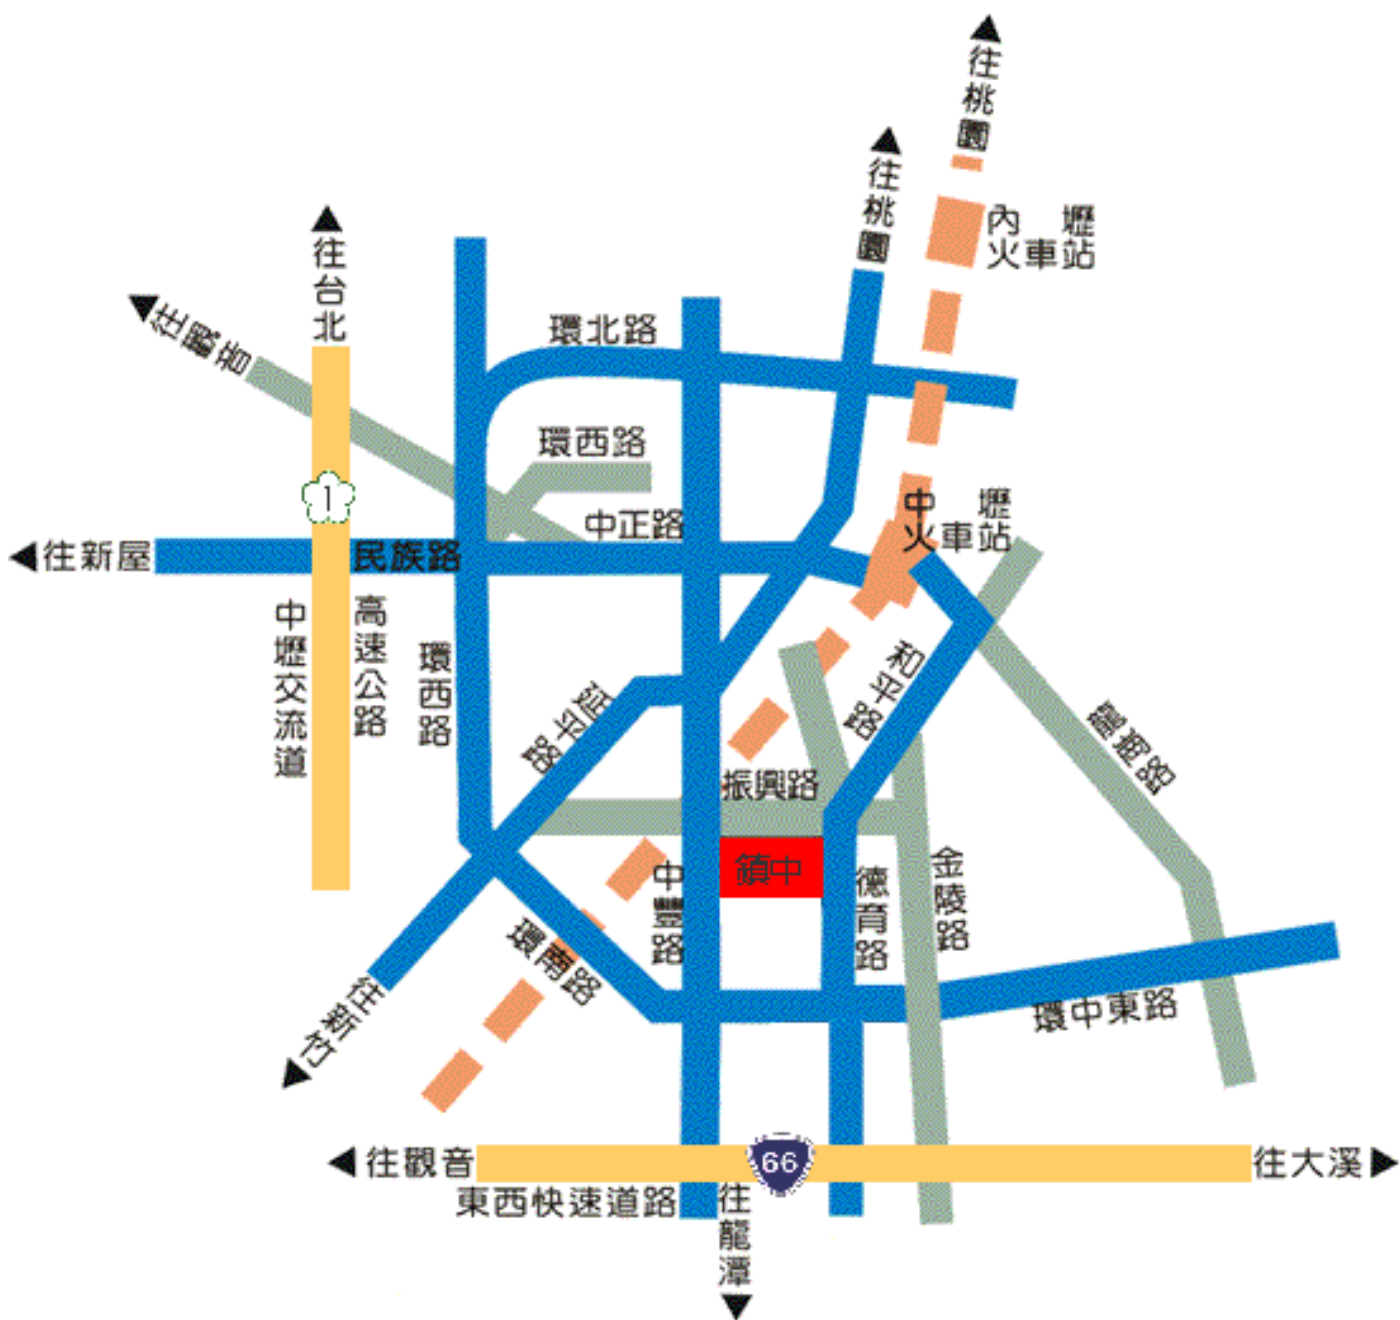 往桃園
往桃園
內壢
火車站
往台北
往觀音
環北路
環西路
中壢
火車站
中正路
1
往新屋
民族路
中壢交流道
高速公路
環西路
延平路
和平路
龍岡路
振興路
鎮中
中豐路
德育路
金陵路
環南路
往新竹
環中東路
往觀音
66
往大溪
東西快速道路
往龍潭